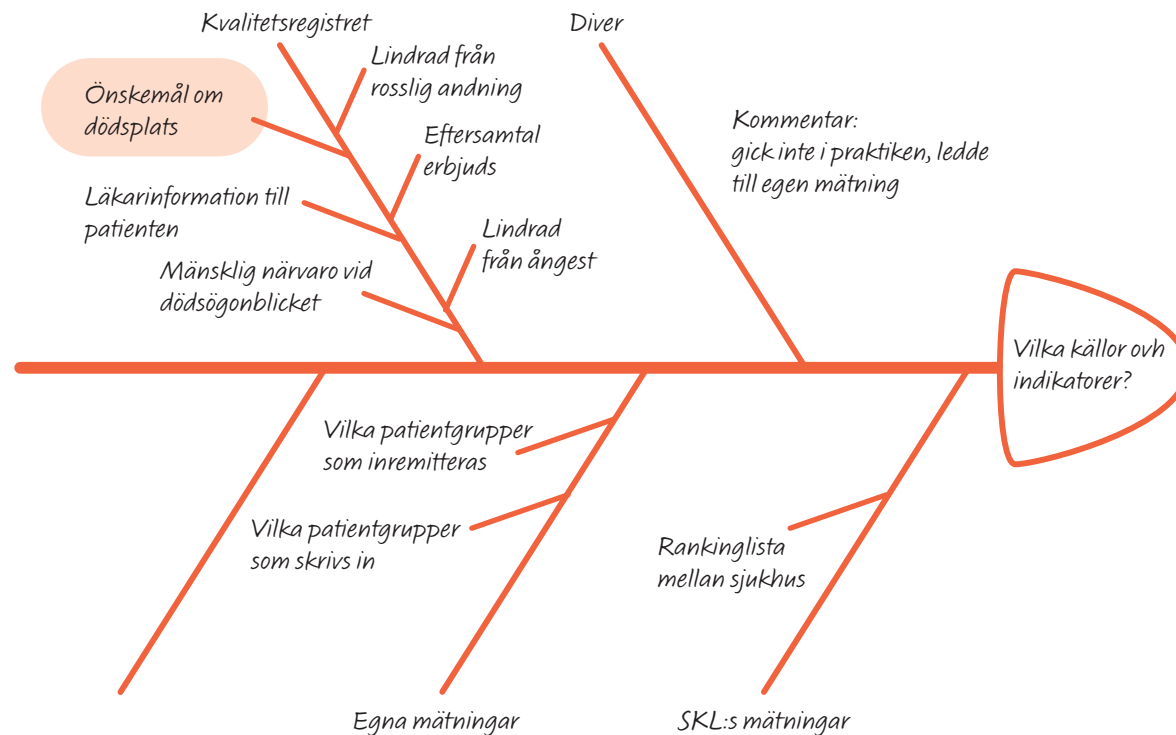 Kvalitetsregistret
Diver
Lindrad från
rosslig andning
Önskemål om
dödsplats
Eftersamtal
erbjuds
Kommentar:
gick inte i praktiken, ledde
till egen mätning
Läkarinformation till
patienten
Lindrad
från ångest
Mänsklig närvaro vid
dödsögonblicket
Vilka källor ovh
indikatorer?
Vilka patientgrupper
som inremitteras
Vilka patientgrupper
som skrivs in
Rankinglista
mellan sjukhus
Egna mätningar
SKL:s mätningar